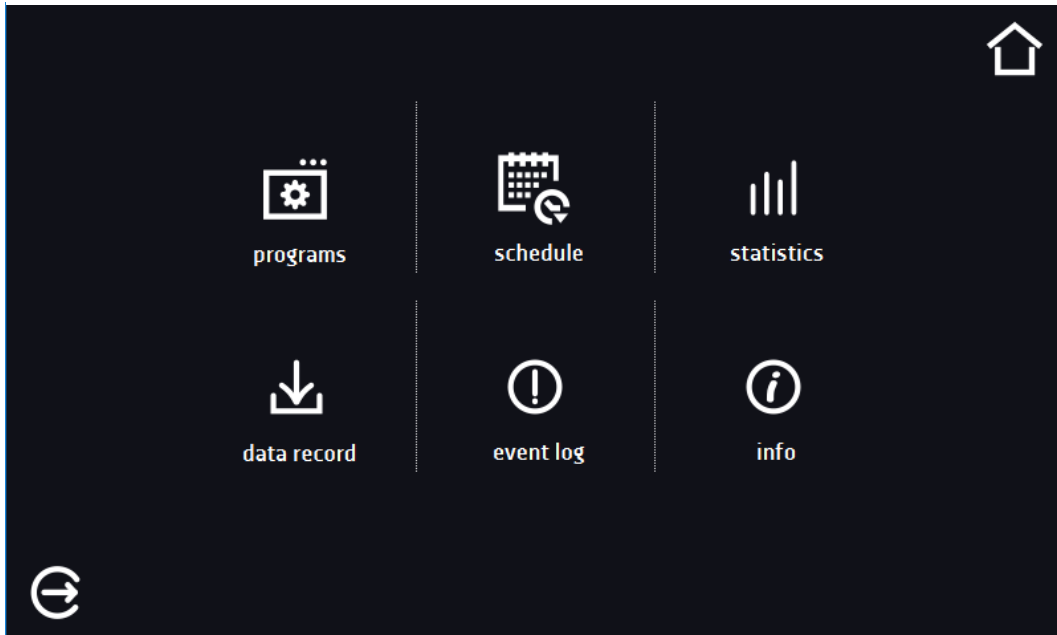 programs
schedule
statistics
data record
event log
info